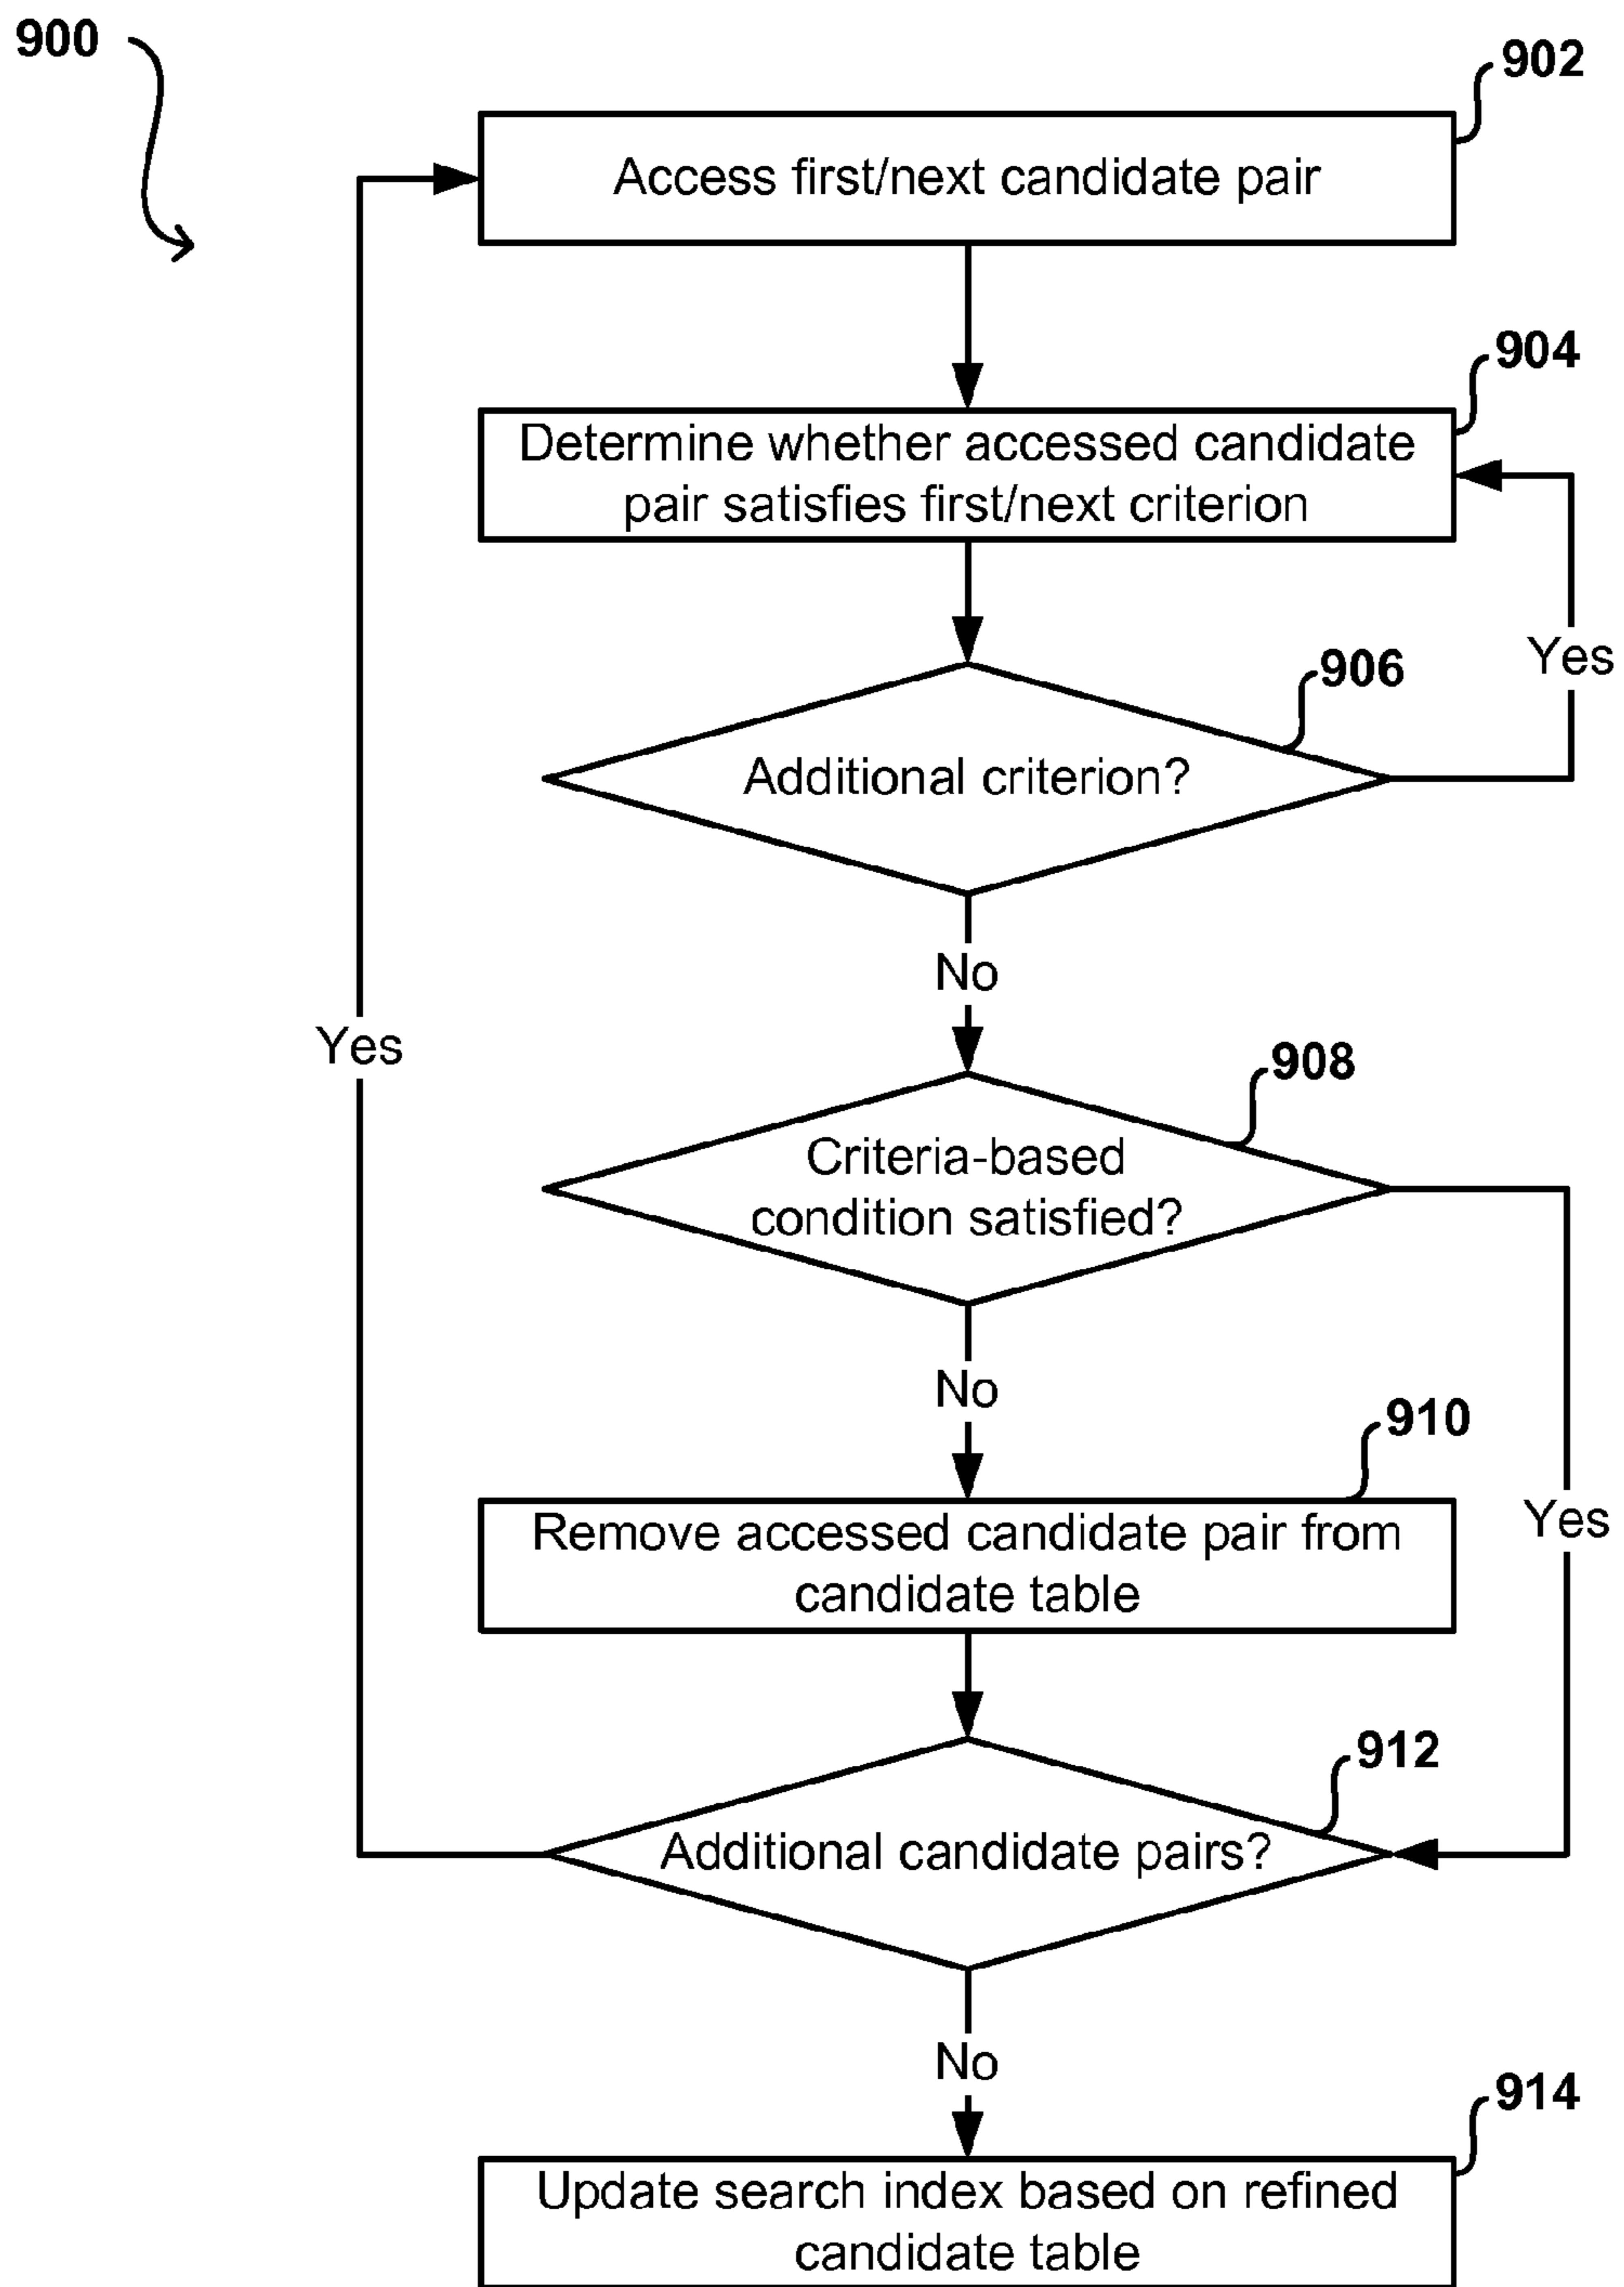 900
902
Access first/next candidate pair
904
Determine whether accessed candidate
pair satisfies first/next criterion
Yes
906
Additional criterion?
No
Yes
908
Criteria-based
condition satisfied?
No
910
Remove accessed candidate pair from
candidate table
Yes
912
Additional candidate pairs?
No
914
Update search index based on refined
candidate table